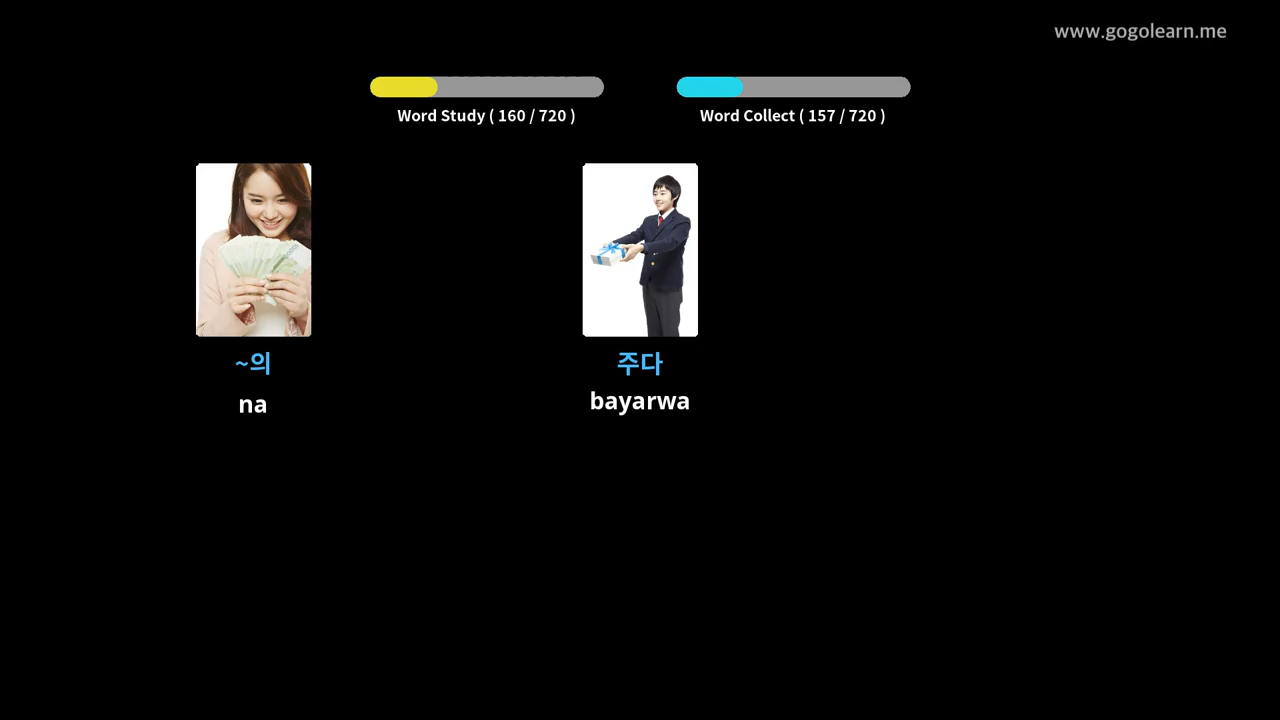 www.gogolearn.me
Word Study ( 160 / 720 )
Word Collect ( 157 / 720 )
~의
na
주다
bayarwa